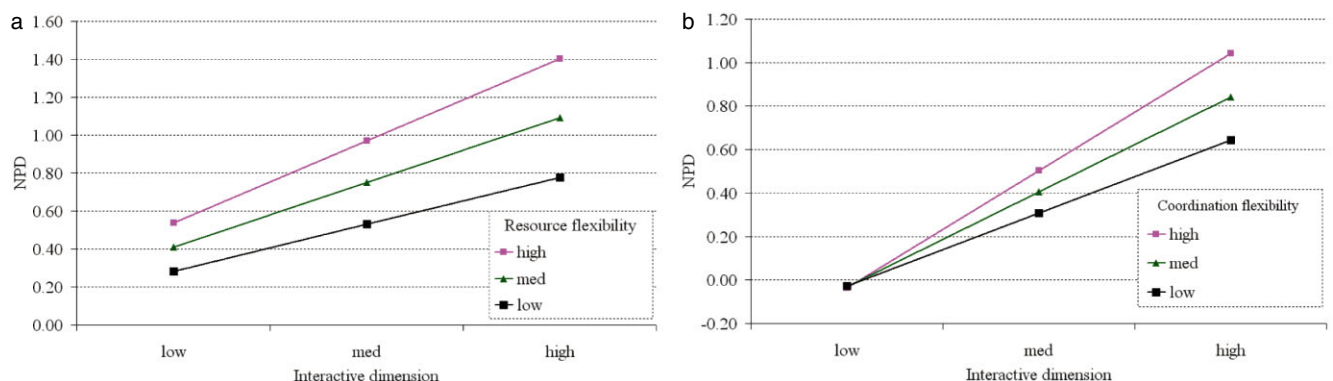 a
1.60
1.40
1.20
1.00
0.80
0.60
0.40
0.20
0.00
NPD
Resource flexibility
high
med
low
low med high
Interactive dimension
b
1.20
1.00
0.80
0.60
0.40
0.20
0.00
-0.20
NPD
Coordination flexibility
high
med
low
low med high
Interactive dimension